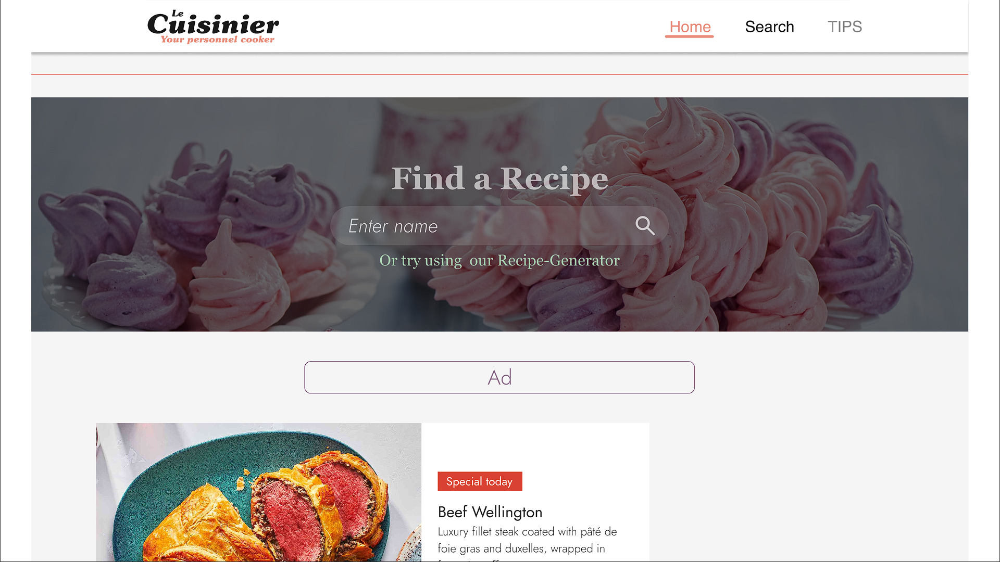 Le
Cuisinier
Your personnel cooker
Home
Search
TIPS
Find a Recipe
Enter name
Or try using our Recipe-Generator
Ad
Special today
Beef Wellington
Luxury fillet steak coated with pâté de
foie gras and duxelles, wrapped in